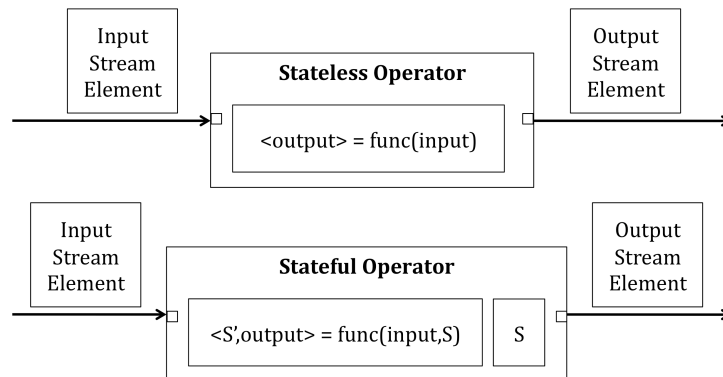 Input
Stream
Element
Output
Stream
Element
Stateless Operator
<output> = func(input)
Input
Stream
Element
Output
Stream
Element
Stateful Operator
<S’,output> = func(input,S)
S